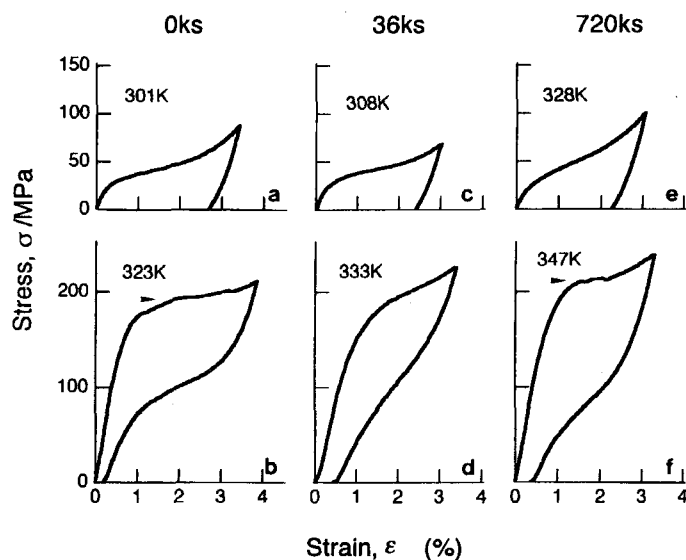 0ks 36ks 720ks
Stress, σ/MPa
150
100
50
0
301K
a
308K
c
328K
e
200
100
0
323K
b
333K
d
347K
f
0 1 2 3 4 0 1 2 3 4 0 1 2 3 4
Strain, ε (%)